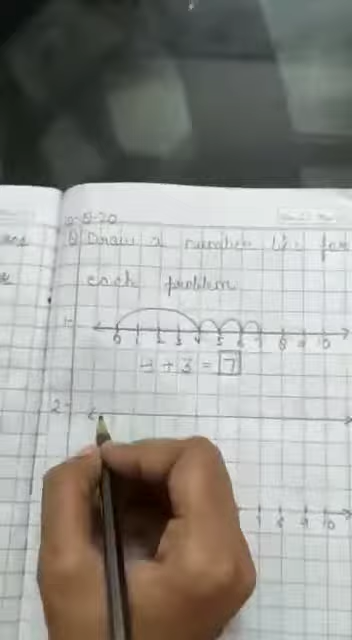 Q Draw a number line for
each problem
1-
0 1 2 3 4 5 6 7 8 9 10
4 + 3 = 7
2-
9 10